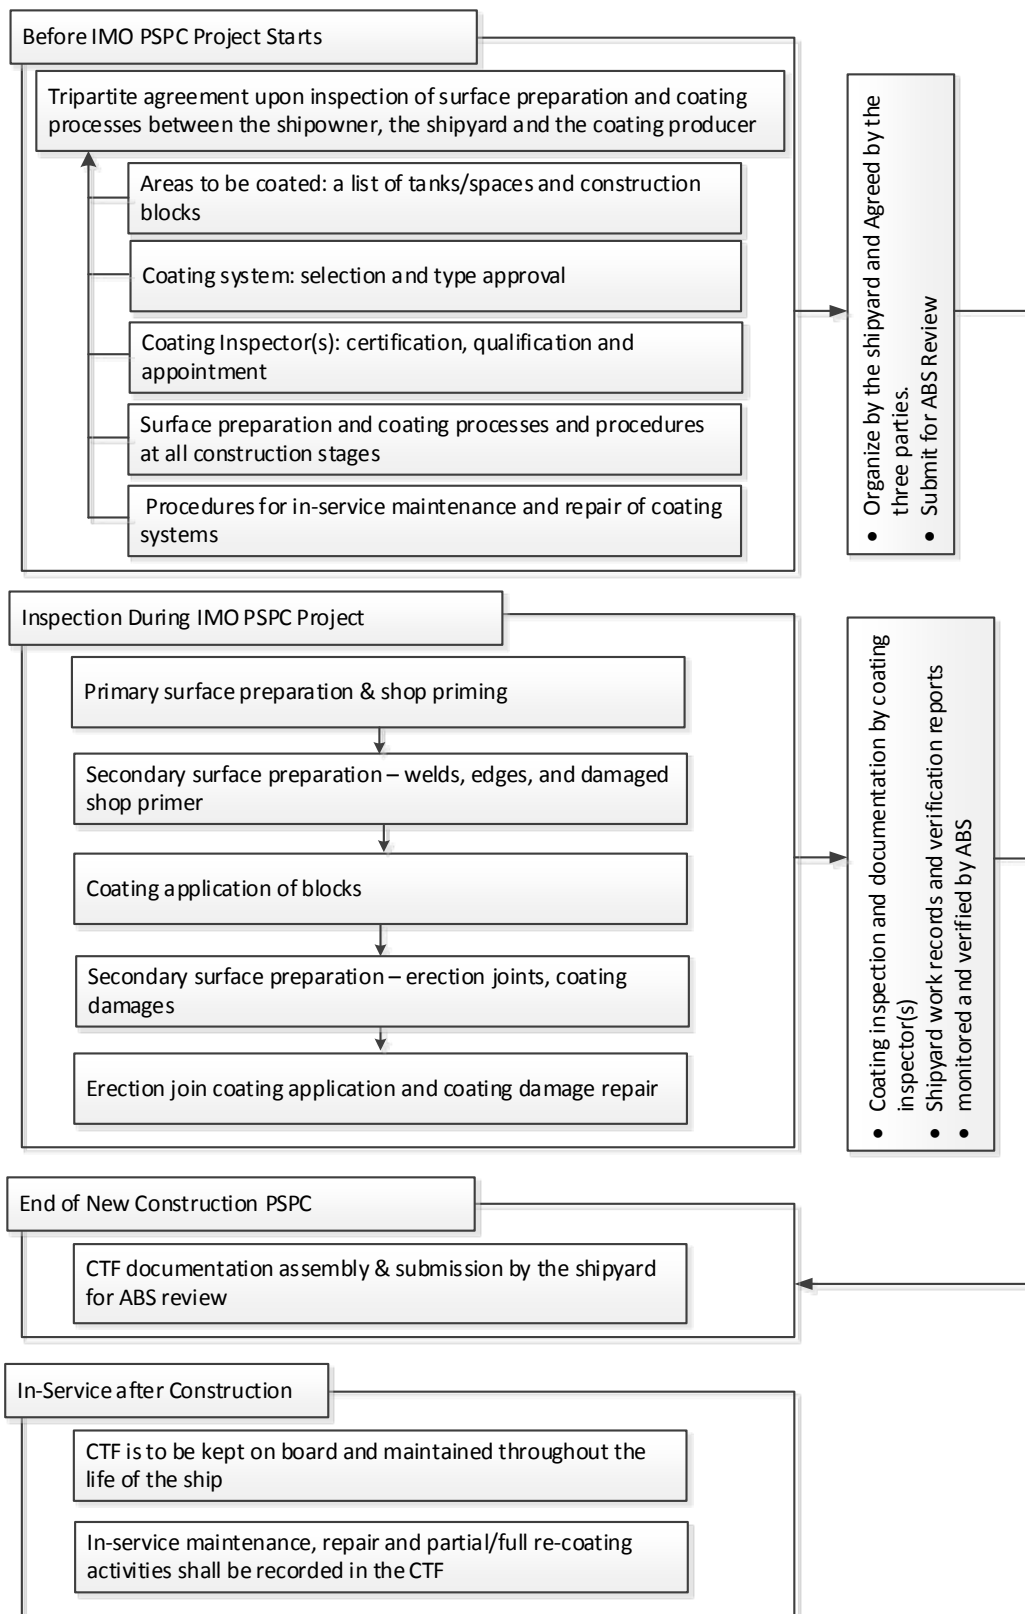 Before IMO PSPC Project Starts
Tripartite agreement upon inspection of surface preparation and coating
processes between the shipowner, the shipyard and the coating producer
Areas to be coated: a list of tanks/spaces and construction
blocks
Coating system: selection and type approval
Coating Inspector(s): certification, qualification and
appointment
Surface preparation and coating processes and procedures
at all construction stages
Procedures for in-service maintenance and repair of coating
systems
• Organize by the shipyard and Agreed by the
three parties.
• Submit for ABS Review
Inspection During IMO PSPC Project
Primary surface preparation & shop priming
Secondary surface preparation – welds, edges, and damaged
shop primer
Coating application of blocks
Secondary surface preparation – erection joints, coating
damages
Erection join coating application and coating damage repair
• Coating inspection and documentation by coating
inspector(s)
• Shipyard work records and verification reports
• monitored and verified by ABS
End of New Construction PSPC
CTF documentation assembly & submission by the shipyard
for ABS review
In-Service after Construction
CTF is to be kept on board and maintained throughout the
life of the ship
In-service maintenance, repair and partial/full re-coating
activities shall be recorded in the CTF